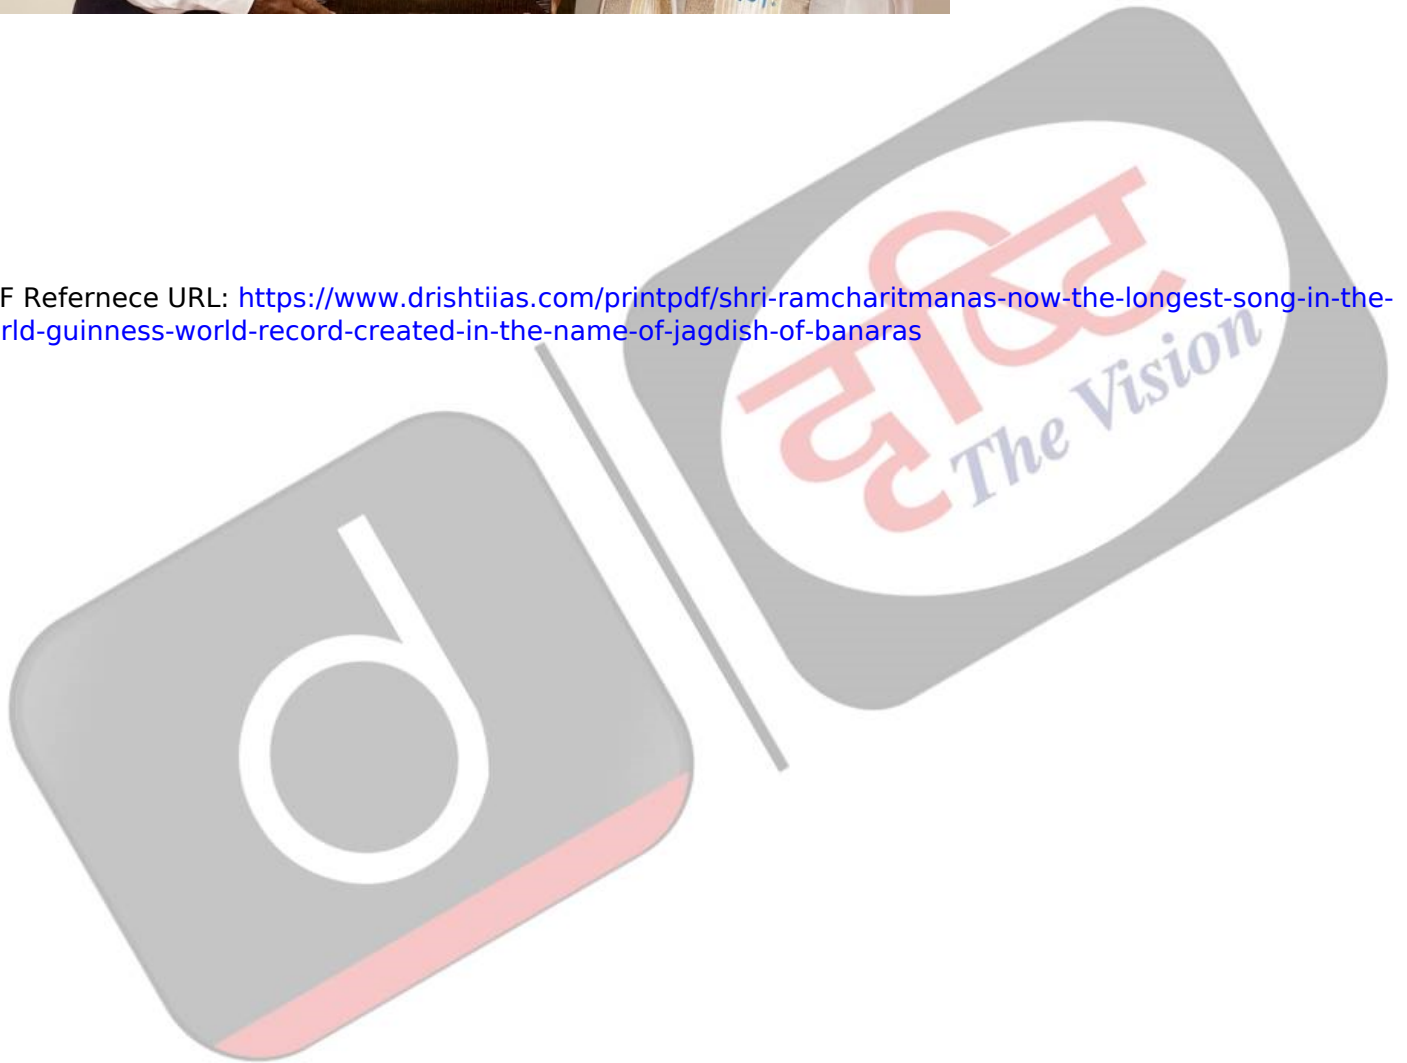 F Refernece URL: https://www.drishtiias.com/printpdf/shri-ramcharitmanas-now-the-longest-song-in-the-
rld-guinness-world-record-created-in-the-name-of-jagdish-of-banaras
दृष्टि
The Vision
d